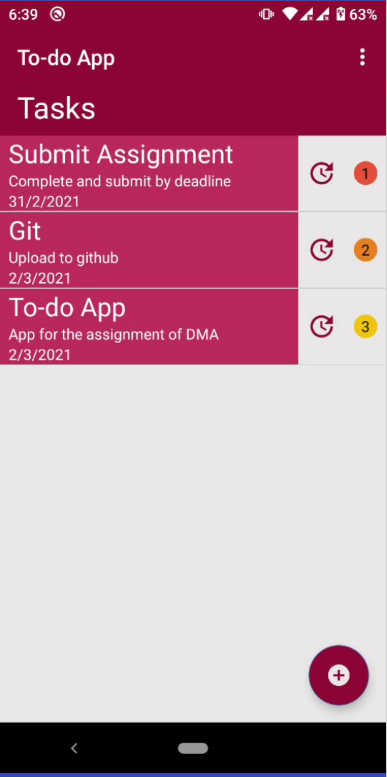 6:39
63%
To-do App
Tasks
Submit Assignment
Complete and submit by deadline
31/2/2021
1
Git
Upload to github
2/3/2021
2
To-do App
App for the assignment of DMA
2/3/2021
3